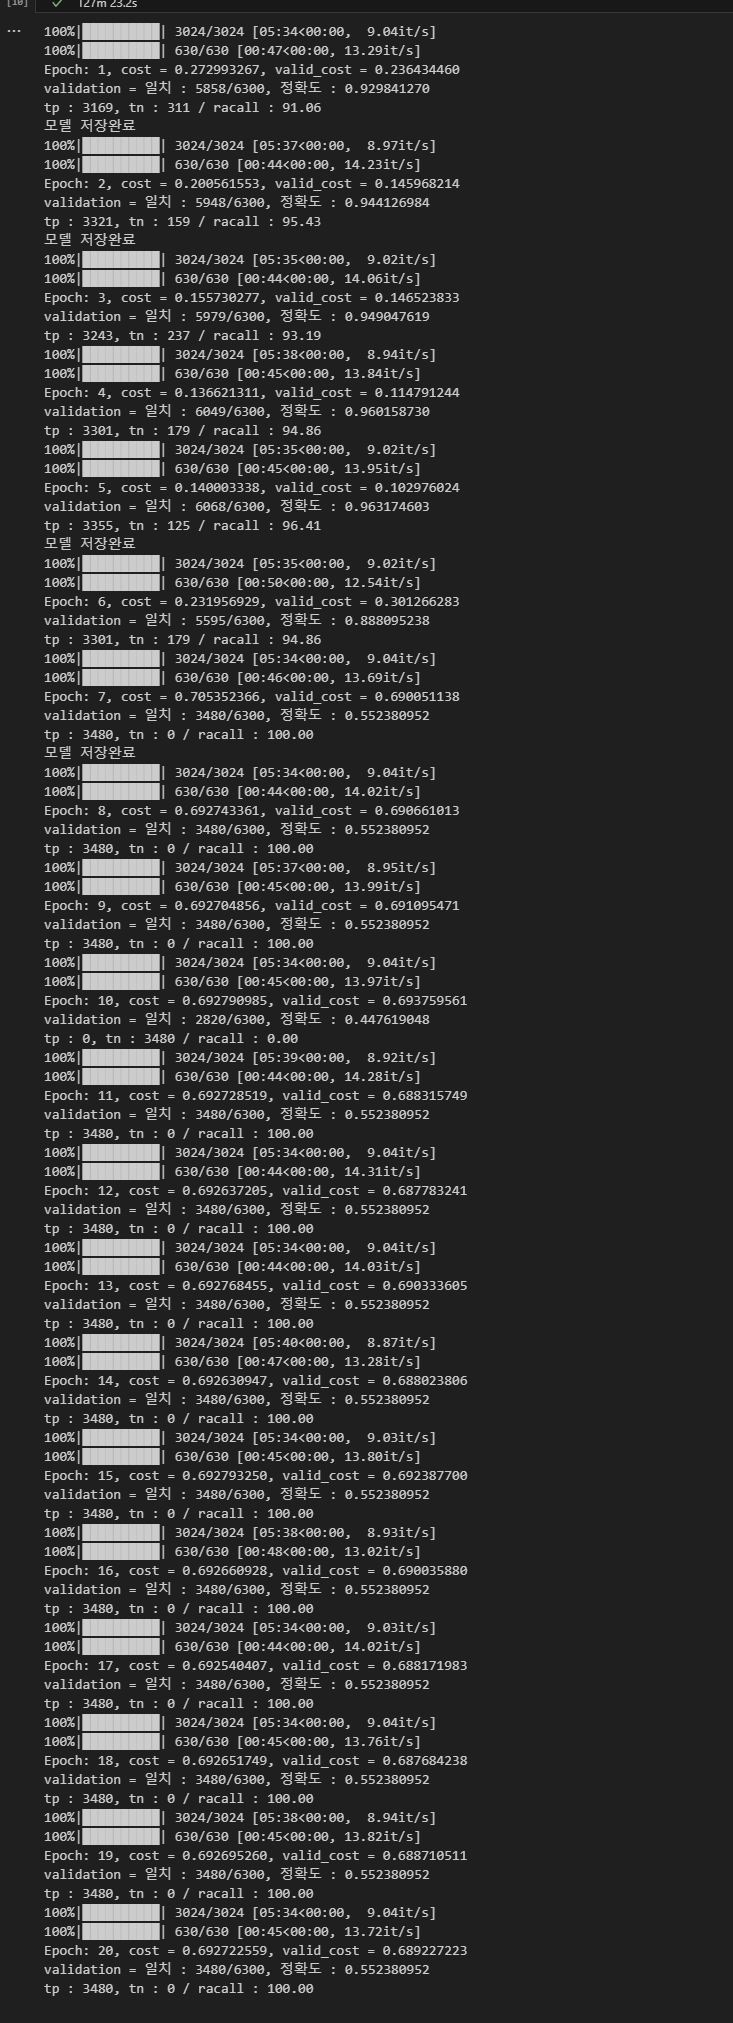 [10]
127m 23.2s
...
100%|██████████| 3024/3024 [05:34<00:00,  9.04it/s]
100%|██████████| 630/630 [00:47<00:00, 13.29it/s]
Epoch: 1, cost = 0.272993267, valid_cost = 0.236434460
validation = 일치 : 5858/6300, 정확도 : 0.929841270
tp : 3169, tn : 311 / racall : 91.06
모델 저장완료
100%|██████████| 3024/3024 [05:37<00:00,  8.97it/s]
100%|██████████| 630/630 [00:44<00:00, 14.23it/s]
Epoch: 2, cost = 0.200561553, valid_cost = 0.145968214
validation = 일치 : 5948/6300, 정확도 : 0.944126984
tp : 3321, tn : 159 / racall : 95.43
모델 저장완료
100%|██████████| 3024/3024 [05:35<00:00,  9.02it/s]
100%|██████████| 630/630 [00:44<00:00, 14.06it/s]
Epoch: 3, cost = 0.155730277, valid_cost = 0.146523833
validation = 일치 : 5979/6300, 정확도 : 0.949047619
tp : 3243, tn : 237 / racall : 93.19
100%|██████████| 3024/3024 [05:38<00:00,  8.94it/s]
100%|██████████| 630/630 [00:45<00:00, 13.84it/s]
Epoch: 4, cost = 0.136621311, valid_cost = 0.114791244
validation = 일치 : 6049/6300, 정확도 : 0.960158730
tp : 3301, tn : 179 / racall : 94.86
100%|██████████| 3024/3024 [05:35<00:00,  9.02it/s]
100%|██████████| 630/630 [00:45<00:00, 13.95it/s]
Epoch: 5, cost = 0.140003338, valid_cost = 0.102976024
validation = 일치 : 6068/6300, 정확도 : 0.963174603
tp : 3355, tn : 125 / racall : 96.41
모델 저장완료
100%|██████████| 3024/3024 [05:35<00:00,  9.02it/s]
100%|██████████| 630/630 [00:50<00:00, 12.54it/s]
Epoch: 6, cost = 0.231956929, valid_cost = 0.301266283
validation = 일치 : 5595/6300, 정확도 : 0.888095238
tp : 3301, tn : 179 / racall : 94.86
100%|██████████| 3024/3024 [05:34<00:00,  9.04it/s]
100%|██████████| 630/630 [00:46<00:00, 13.69it/s]
Epoch: 7, cost = 0.705352366, valid_cost = 0.690051138
validation = 일치 : 3480/6300, 정확도 : 0.552380952
tp : 3480, tn : 0 / racall : 100.00
모델 저장완료
100%|██████████| 3024/3024 [05:34<00:00,  9.04it/s]
100%|██████████| 630/630 [00:44<00:00, 14.02it/s]
Epoch: 8, cost = 0.692743361, valid_cost = 0.690661013
validation = 일치 : 3480/6300, 정확도 : 0.552380952
tp : 3480, tn : 0 / racall : 100.00
100%|██████████| 3024/3024 [05:37<00:00,  8.95it/s]
100%|██████████| 630/630 [00:45<00:00, 13.99it/s]
Epoch: 9, cost = 0.692704856, valid_cost = 0.691095471
validation = 일치 : 3480/6300, 정확도 : 0.552380952
tp : 3480, tn : 0 / racall : 100.00
100%|██████████| 3024/3024 [05:34<00:00,  9.04it/s]
100%|██████████| 630/630 [00:45<00:00, 13.97it/s]
Epoch: 10, cost = 0.692790985, valid_cost = 0.693759561
validation = 일치 : 2820/6300, 정확도 : 0.447619048
tp : 0, tn : 3480 / racall : 0.00
100%|██████████| 3024/3024 [05:39<00:00,  8.92it/s]
100%|██████████| 630/630 [00:44<00:00, 14.28it/s]
Epoch: 11, cost = 0.692728519, valid_cost = 0.688315749
validation = 일치 : 3480/6300, 정확도 : 0.552380952
tp : 3480, tn : 0 / racall : 100.00
100%|██████████| 3024/3024 [05:34<00:00,  9.04it/s]
100%|██████████| 630/630 [00:44<00:00, 14.31it/s]
Epoch: 12, cost = 0.692637205, valid_cost = 0.687783241
validation = 일치 : 3480/6300, 정확도 : 0.552380952
tp : 3480, tn : 0 / racall : 100.00
100%|██████████| 3024/3024 [05:34<00:00,  9.04it/s]
100%|██████████| 630/630 [00:44<00:00, 14.03it/s]
Epoch: 13, cost = 0.692768455, valid_cost = 0.690333605
validation = 일치 : 3480/6300, 정확도 : 0.552380952
tp : 3480, tn : 0 / racall : 100.00
100%|██████████| 3024/3024 [05:40<00:00,  8.87it/s]
100%|██████████| 630/630 [00:47<00:00, 13.28it/s]
Epoch: 14, cost = 0.692630947, valid_cost = 0.688023806
validation = 일치 : 3480/6300, 정확도 : 0.552380952
tp : 3480, tn : 0 / racall : 100.00
100%|██████████| 3024/3024 [05:34<00:00,  9.03it/s]
100%|██████████| 630/630 [00:45<00:00, 13.80it/s]
Epoch: 15, cost = 0.692793250, valid_cost = 0.692387700
validation = 일치 : 3480/6300, 정확도 : 0.552380952
tp : 3480, tn : 0 / racall : 100.00
100%|██████████| 3024/3024 [05:38<00:00,  8.93it/s]
100%|██████████| 630/630 [00:48<00:00, 13.02it/s]
Epoch: 16, cost = 0.692660928, valid_cost = 0.690035880
validation = 일치 : 3480/6300, 정확도 : 0.552380952
tp : 3480, tn : 0 / racall : 100.00
100%|██████████| 3024/3024 [05:34<00:00,  9.03it/s]
100%|██████████| 630/630 [00:44<00:00, 14.02it/s]
Epoch: 17, cost = 0.692540407, valid_cost = 0.688171983
validation = 일치 : 3480/6300, 정확도 : 0.552380952
tp : 3480, tn : 0 / racall : 100.00
100%|██████████| 3024/3024 [05:34<00:00,  9.04it/s]
100%|██████████| 630/630 [00:45<00:00, 13.76it/s]
Epoch: 18, cost = 0.692651749, valid_cost = 0.687684238
validation = 일치 : 3480/6300, 정확도 : 0.552380952
tp : 3480, tn : 0 / racall : 100.00
100%|██████████| 3024/3024 [05:38<00:00,  8.94it/s]
100%|██████████| 630/630 [00:45<00:00, 13.82it/s]
Epoch: 19, cost = 0.692695260, valid_cost = 0.688710511
validation = 일치 : 3480/6300, 정확도 : 0.552380952
tp : 3480, tn : 0 / racall : 100.00
100%|██████████| 3024/3024 [05:34<00:00,  9.04it/s]
100%|██████████| 630/630 [00:45<00:00, 13.72it/s]
Epoch: 20, cost = 0.692722559, valid_cost = 0.689227223
validation = 일치 : 3480/6300, 정확도 : 0.552380952
tp : 3480, tn : 0 / racall : 100.00